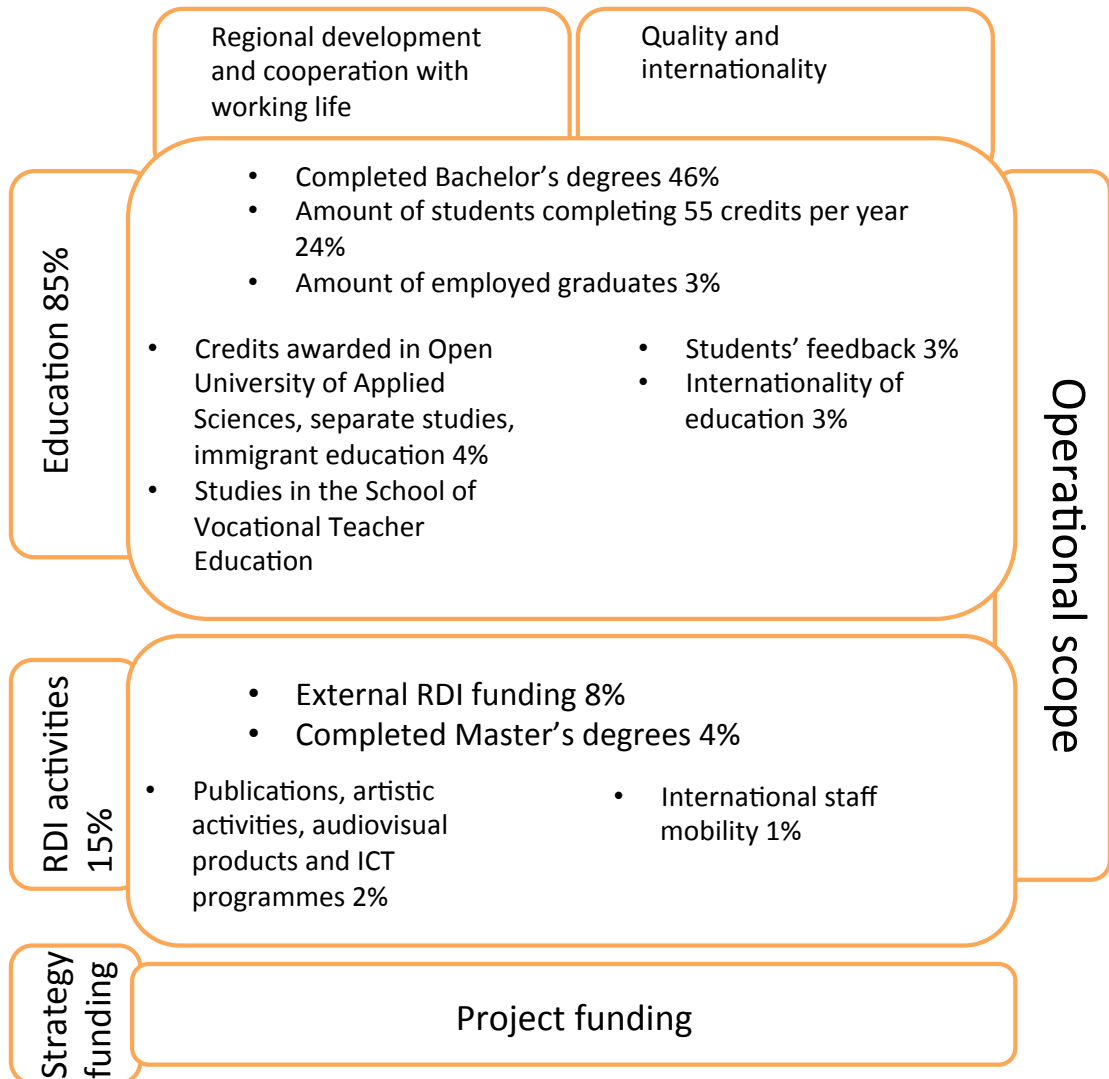 Regional development
and cooperation with
working life
Quality and
internationality
Education 85%
• Completed Bachelor’s degrees 46%
• Amount of students completing 55 credits per year
24%
• Amount of employed graduates 3%
• Credits awarded in Open
University of Applied
Sciences, separate studies,
immigrant education 4%
• Studies in the School of
Vocational Teacher
Education
• Students’ feedback 3%
• Internationality of
education 3%
Operational scope
RDI activities
15%
• External RDI funding 8%
• Completed Master’s degrees 4%
• Publications, artistic
activities, audiovisual
products and ICT
programmes 2%
• International staff
mobility 1%
Strategy
funding
Project funding